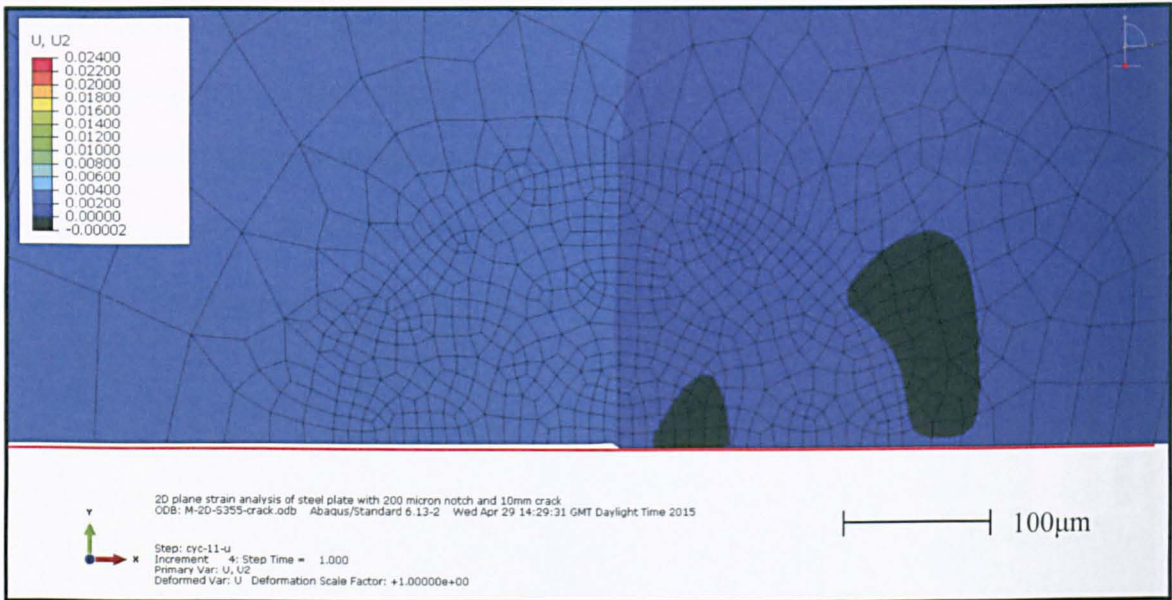 U, U2
0.02400
0.02200
0.02000
0.01800
0.01600
0.01400
0.01200
0.01000
0.00800
0.00600
0.00400
0.00200
0.00000
-0.00002
2D plane strain analysis of steel plate with 200 micron notch and 10mm crack
ODB: M-2D-S355-crack.odb Abaqus/Standard 6.13-2 Wed Apr 29 14:29:31 GMT Daylight Time 2015
Y
X
Step: cyc-11-u
Increment 4: Step Time = 1.000
Primary Var: U, U2
Deformed Var: U Deformation Scale Factor: +1.00000e+00
100μm